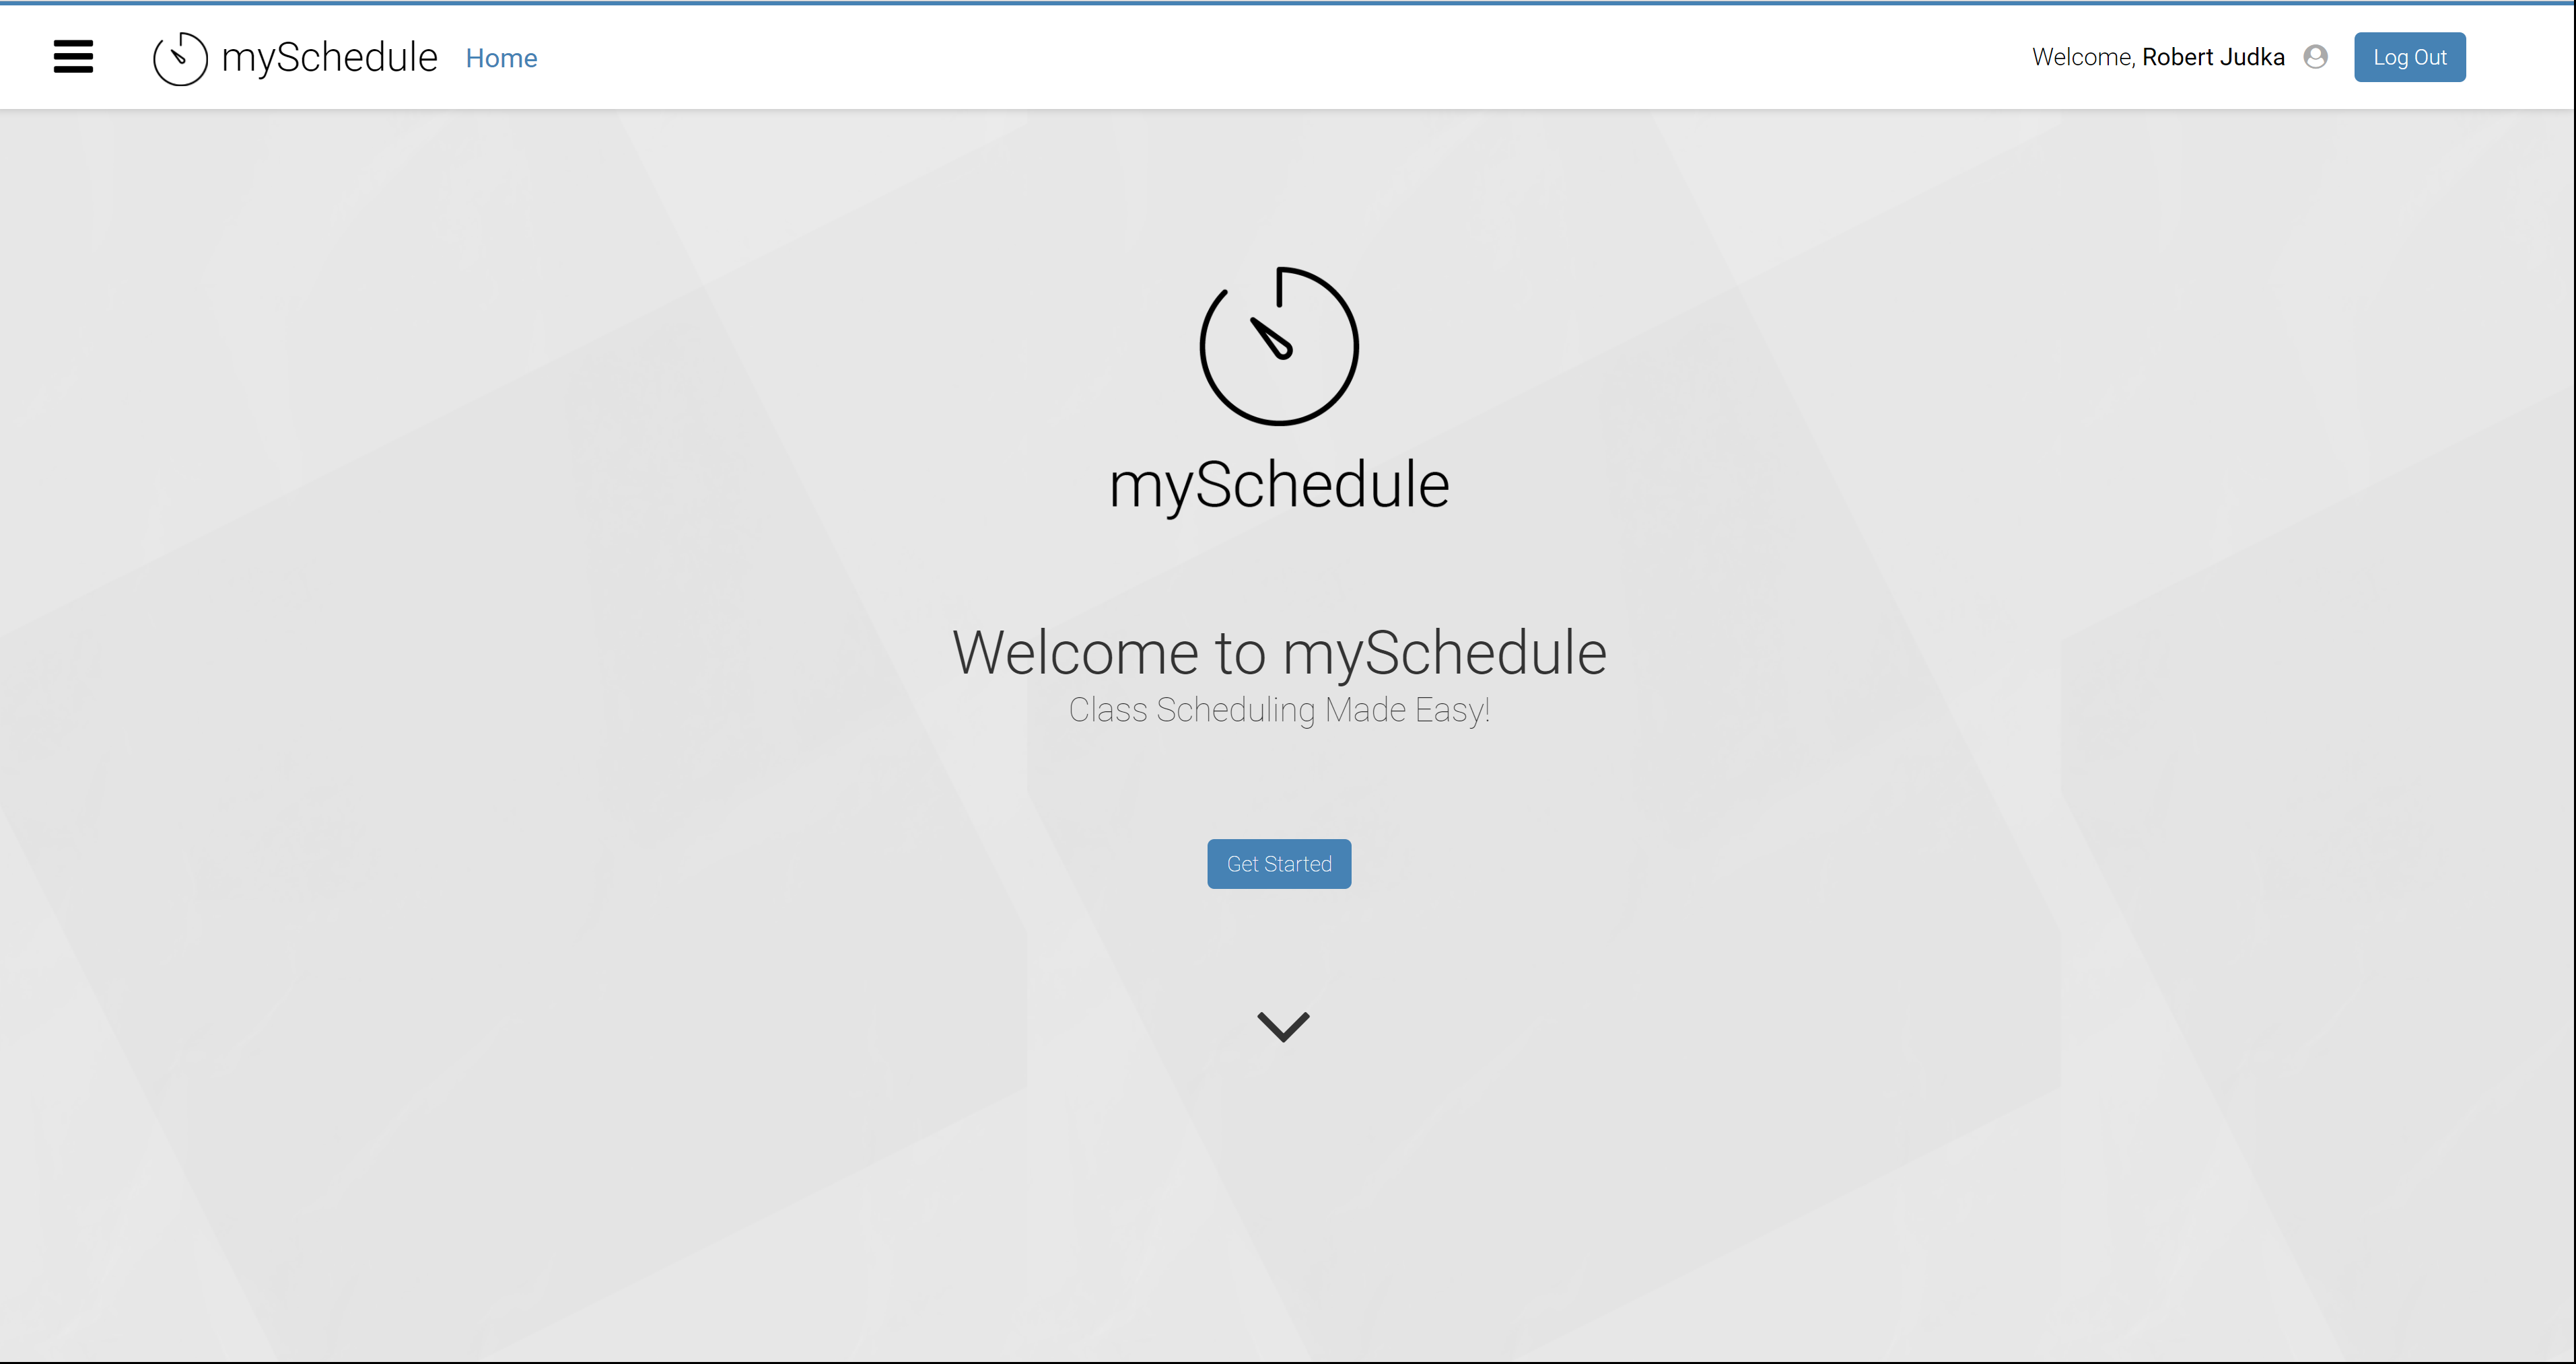 mySchedule Home Welcome, Robert Judka Log Out
mySchedule
Welcome to mySchedule
Class Scheduling Made Easy!
Get Started